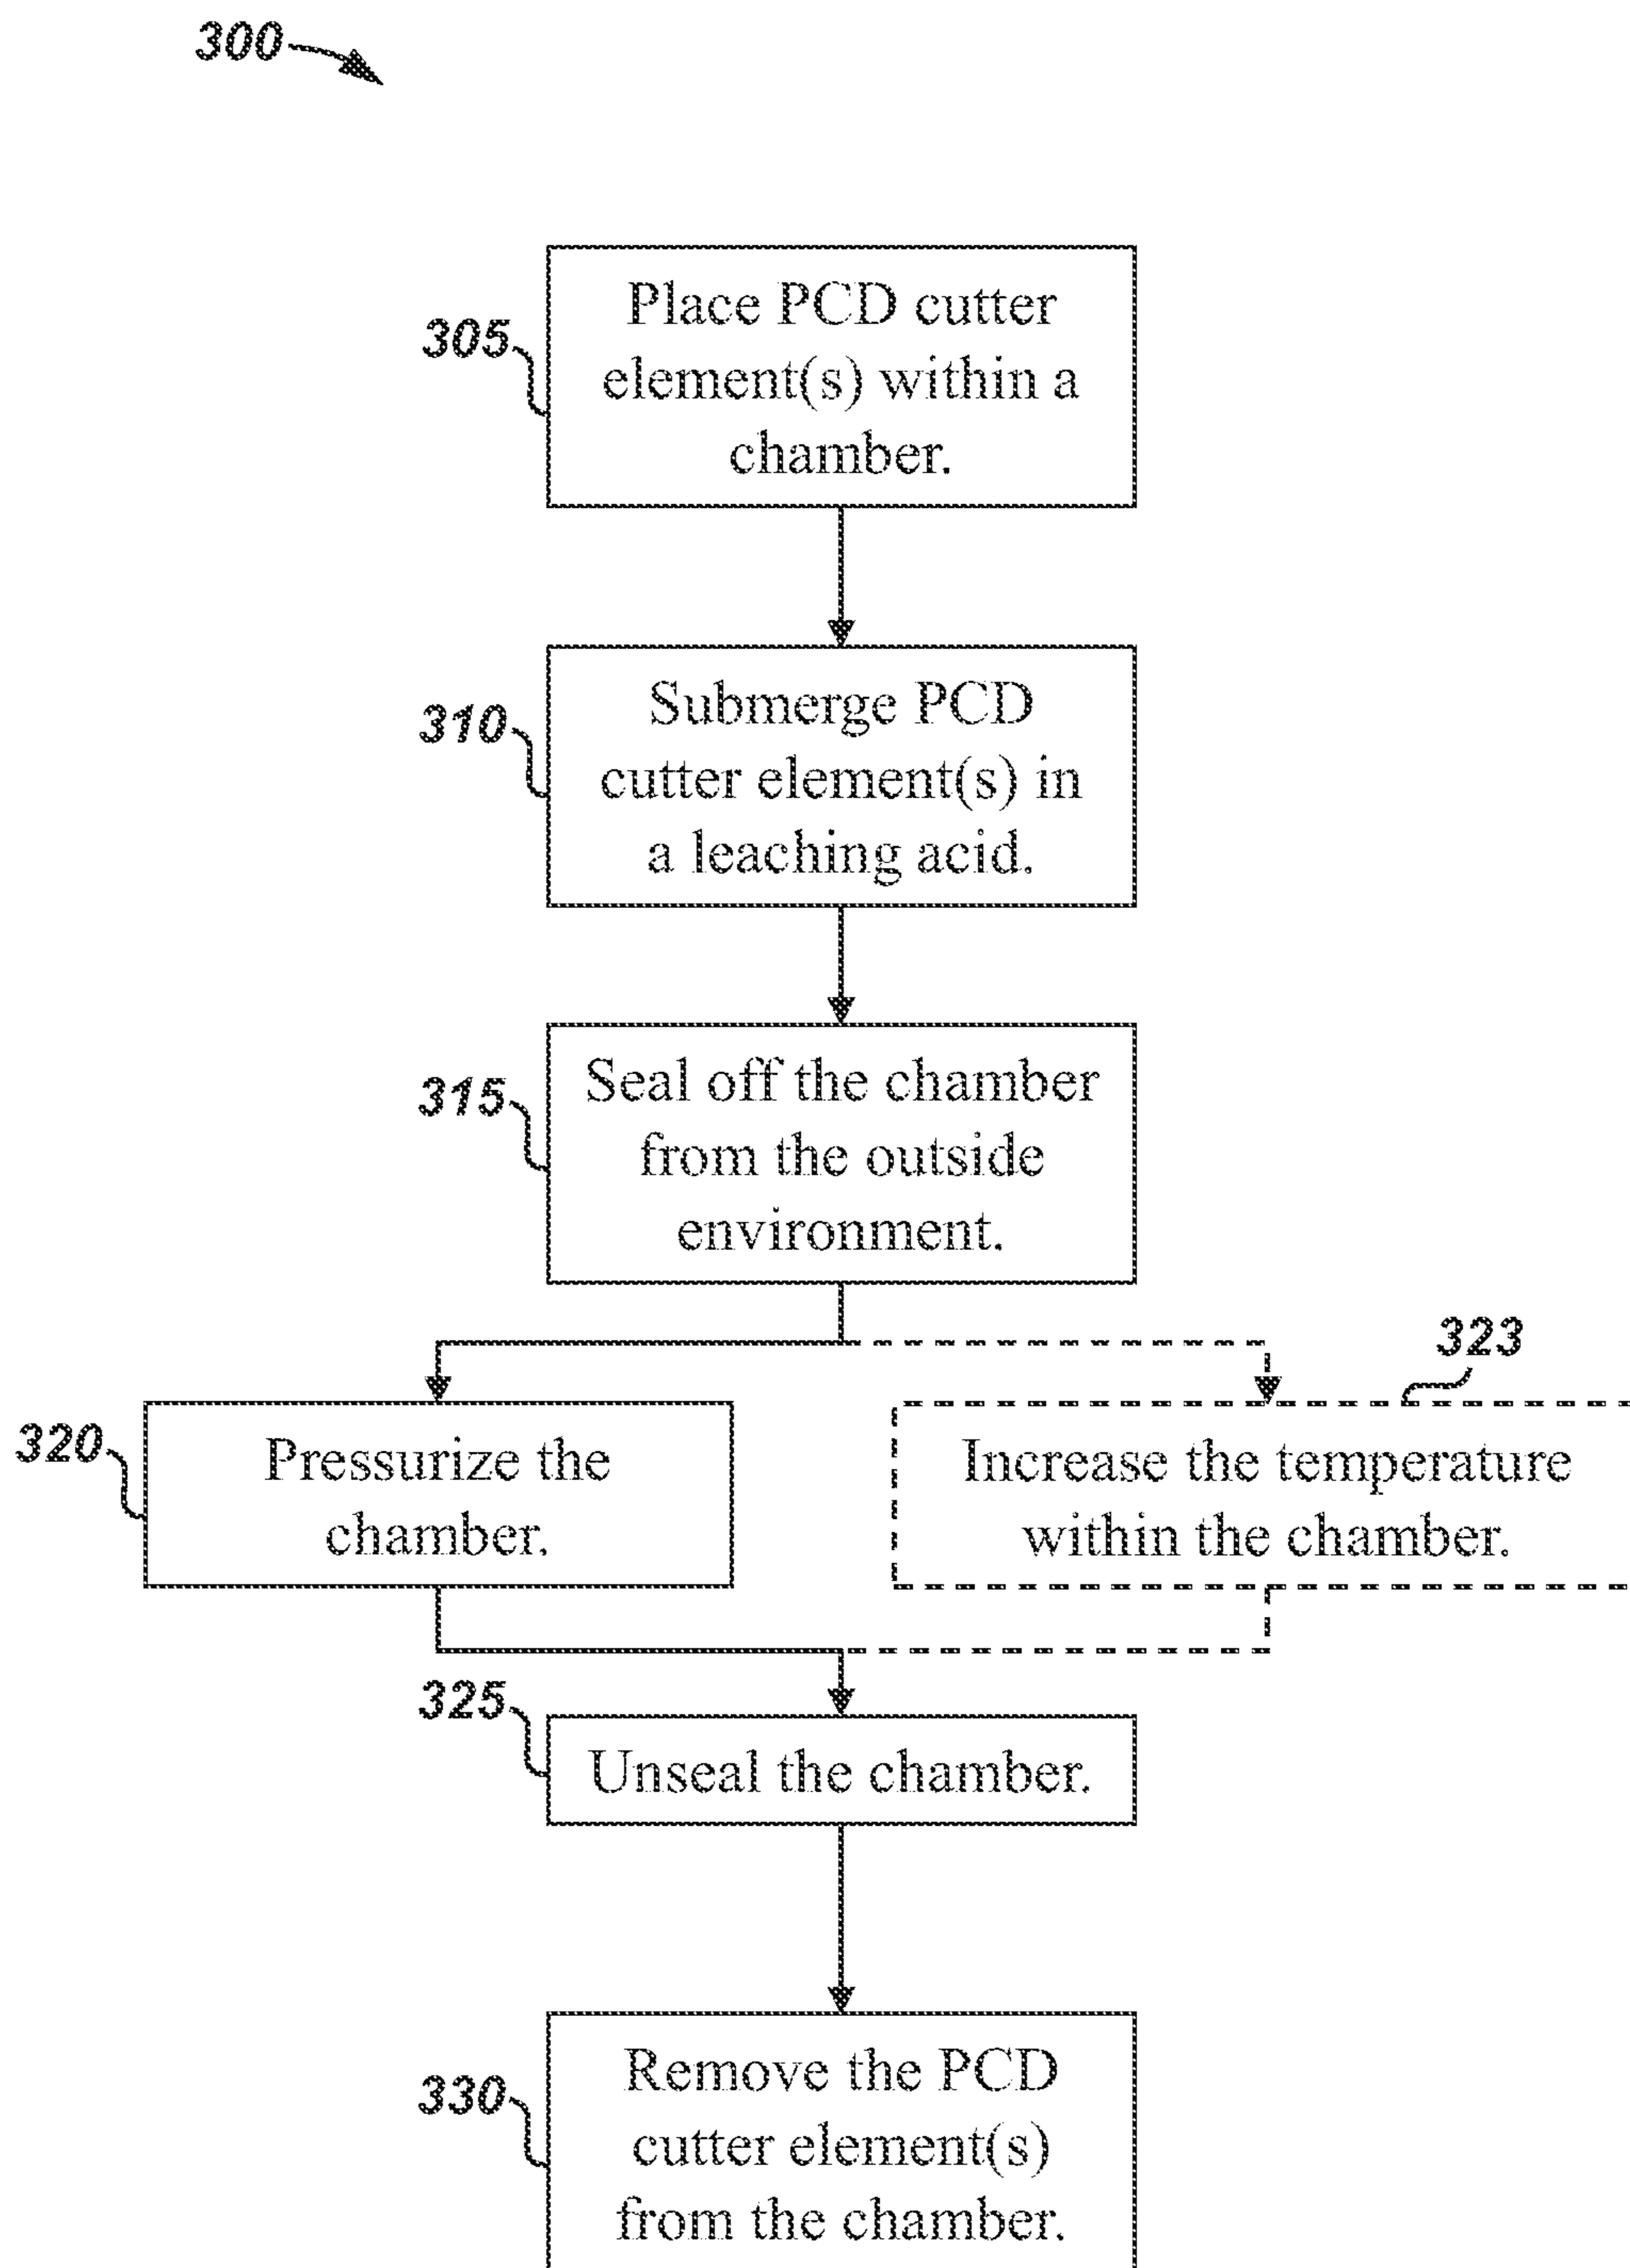 300
305
Place PCD cutter
element(s) within a
chamber.
310
Submerge PCD
cutter element(s) in
a leaching acid.
315
Seal off the chamber
from the outside
environment.
323
320
Pressurize the
chamber.
Increase the temperature
within the chamber.
325
Unseal the chamber.
330
Remove the PCD
cutter element(s)
from the chamber.